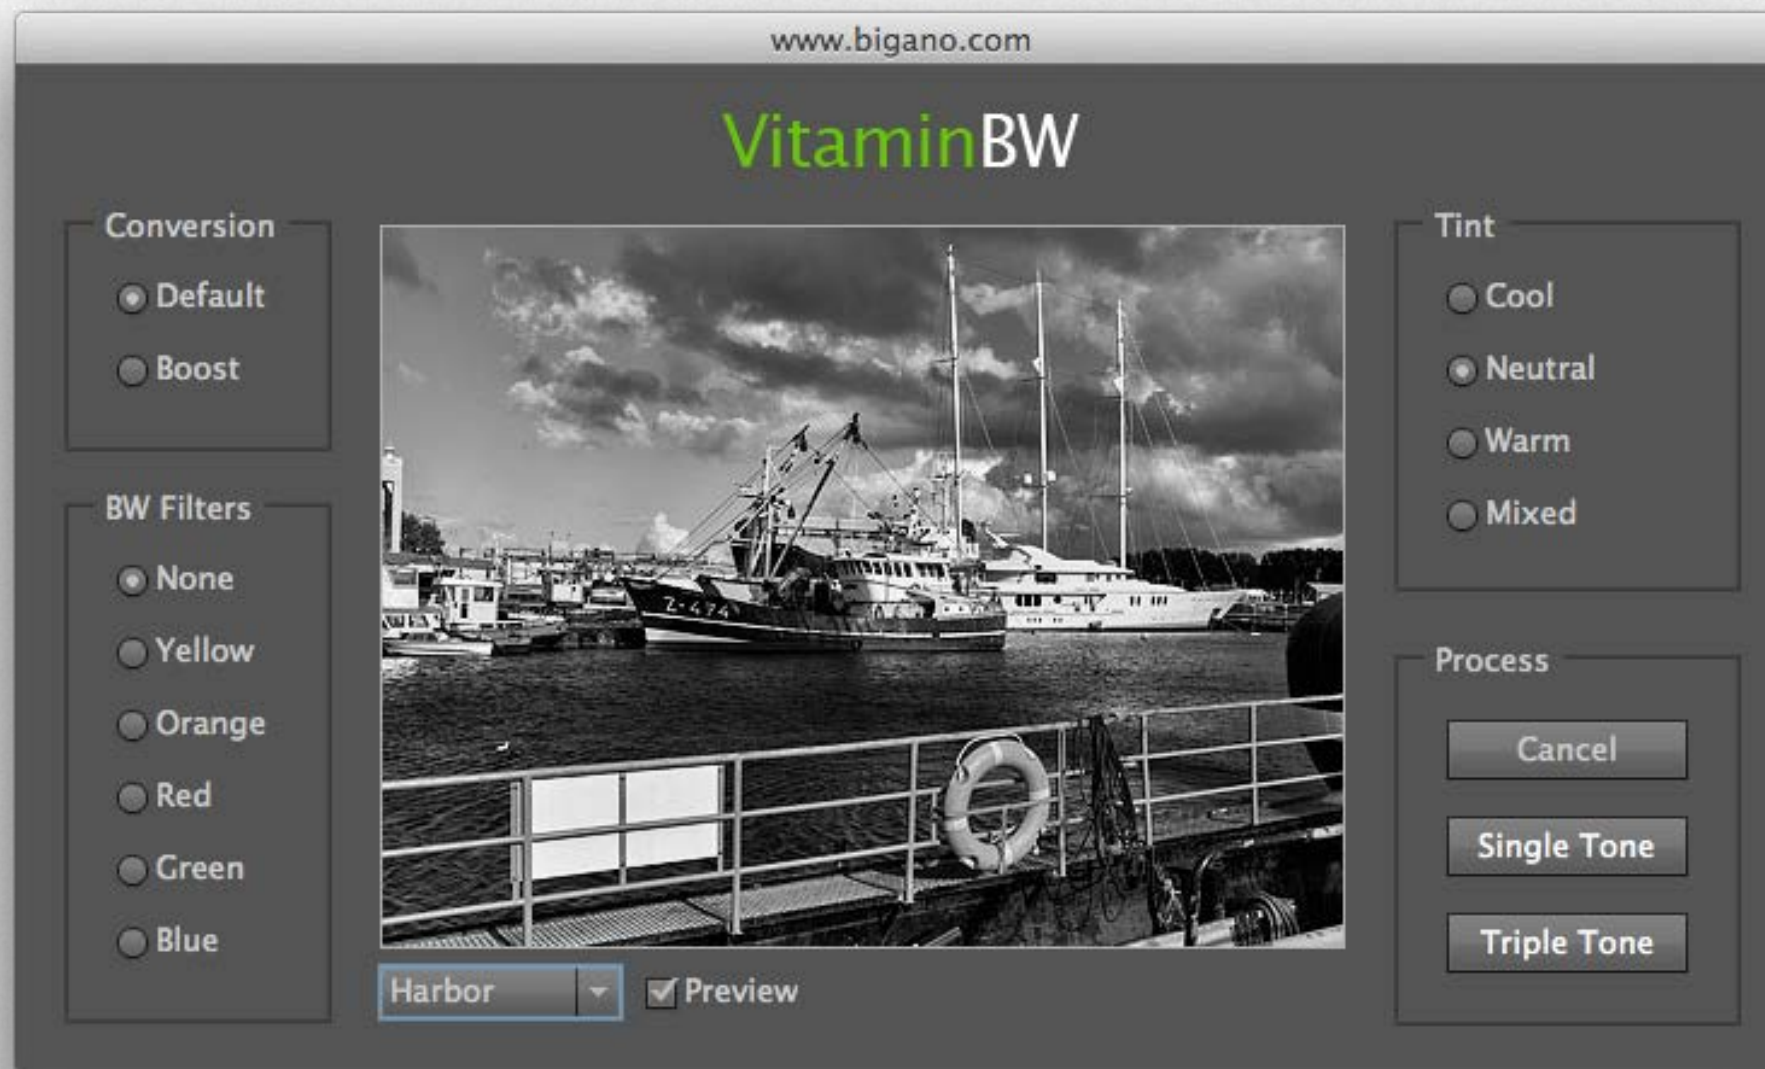 www.bigano.com
VitaminBW
Conversion
Default
Boost
BW Filters
None
Yellow
Orange
Red
Green
Blue
Z-474
Harbor
Preview
Tint
Cool
Neutral
Warm
Mixed
Process
Cancel
Single Tone
Triple Tone